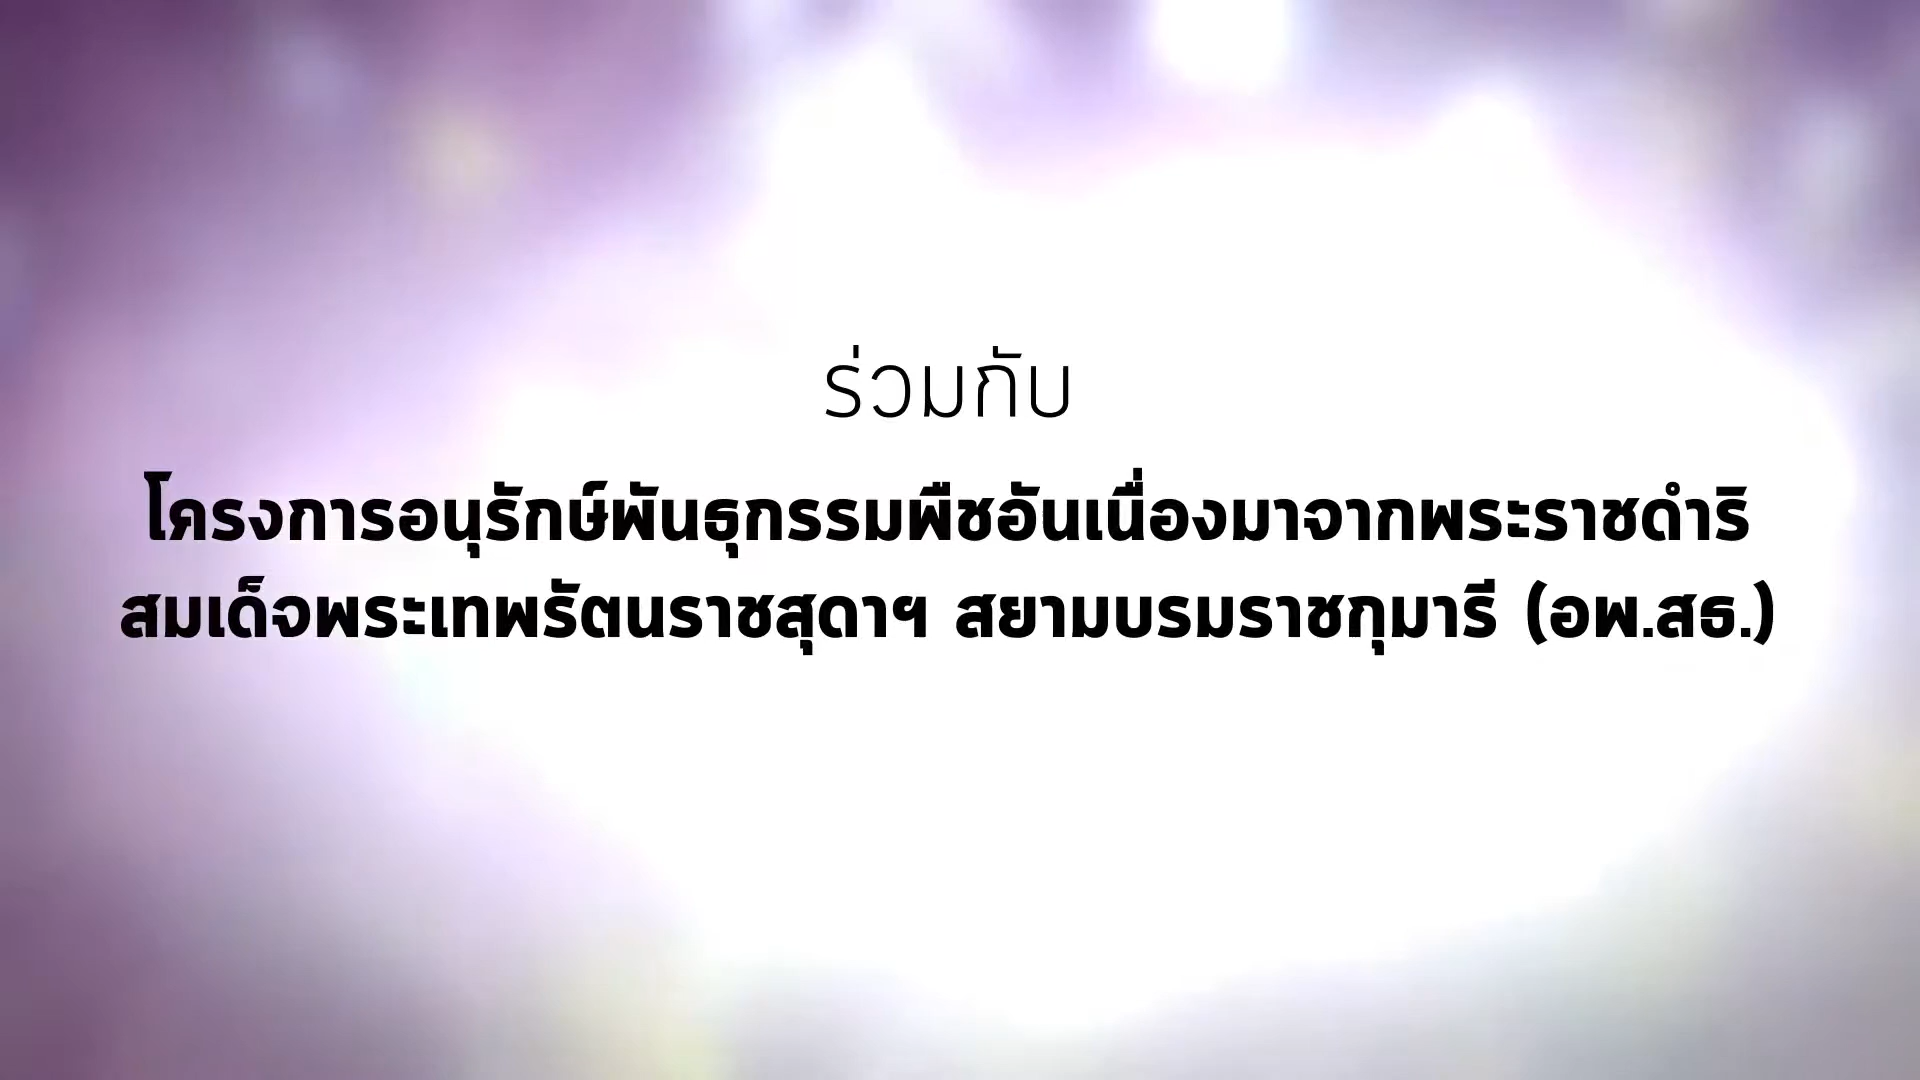 ร่วมกับ
โครงการอนุรักษ์พันธุกรรมพืชอันเนื่องมาจากพระราชดำริ
สมเด็จพระเทพรัตนราชสุดาฯ สยามบรมราชกุมารี (อพ.สธ.)